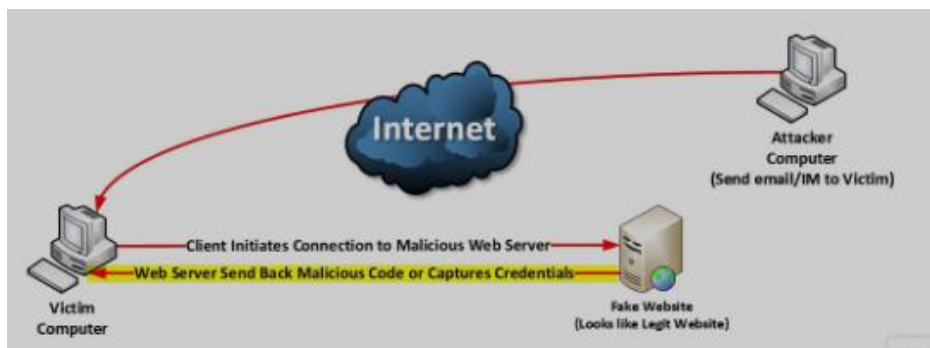 Internet
Attacker
Computer
(Send email/IM to Victim)
Client Initiates Connection to Malicious Web Server
Web Server Send Back Malicious Code or Captures Credentials
Victim
Computer
Fake Website
(Looks like Legit Website)